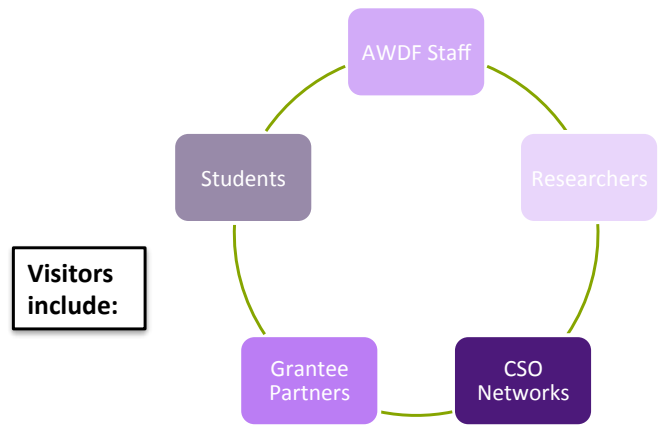 AWDF Staff
Students
Researchers
Visitors
include:
Grantee
Partners
CSO
Networks